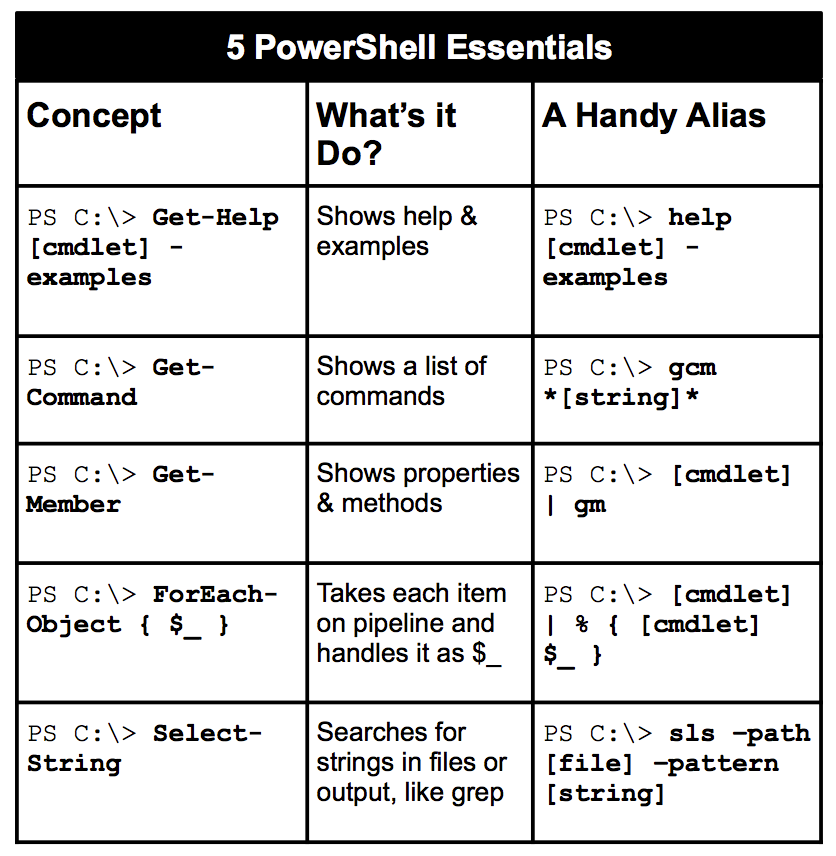 5 PowerShell Essentials
Concept
What’s it
Do?
A Handy Alias
PS C:\> Get-Help
[cmdlet] -
examples
Shows help &
examples
PS C:\> help
[cmdlet] -
examples
PS C:\> Get-
Command
Shows a list of
commands
PS C:\> gcm
*[string]*
PS C:\> Get-
Member
Shows properties
& methods
PS C:\> [cmdlet]
| gm
PS C:\> ForEach-
Object { $_ }
Takes each item
on pipeline and
handles it as $_
PS C:\> [cmdlet]
| % { [cmdlet]
$_ }
PS C:\> Select-
String
Searches for
strings in files or
output, like grep
PS C:\> sls –path
[file] –pattern
[string]